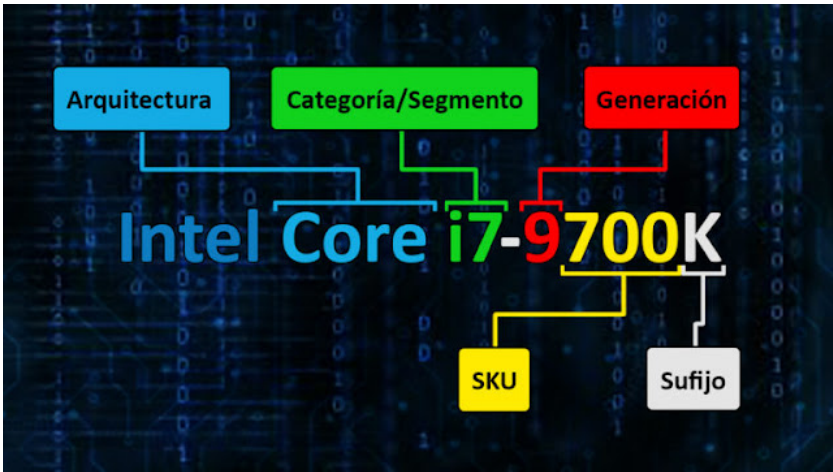 Arquitectura
Categoría/Segmento
Generación
Intel Core i7-9700K
SKU
Sufijo